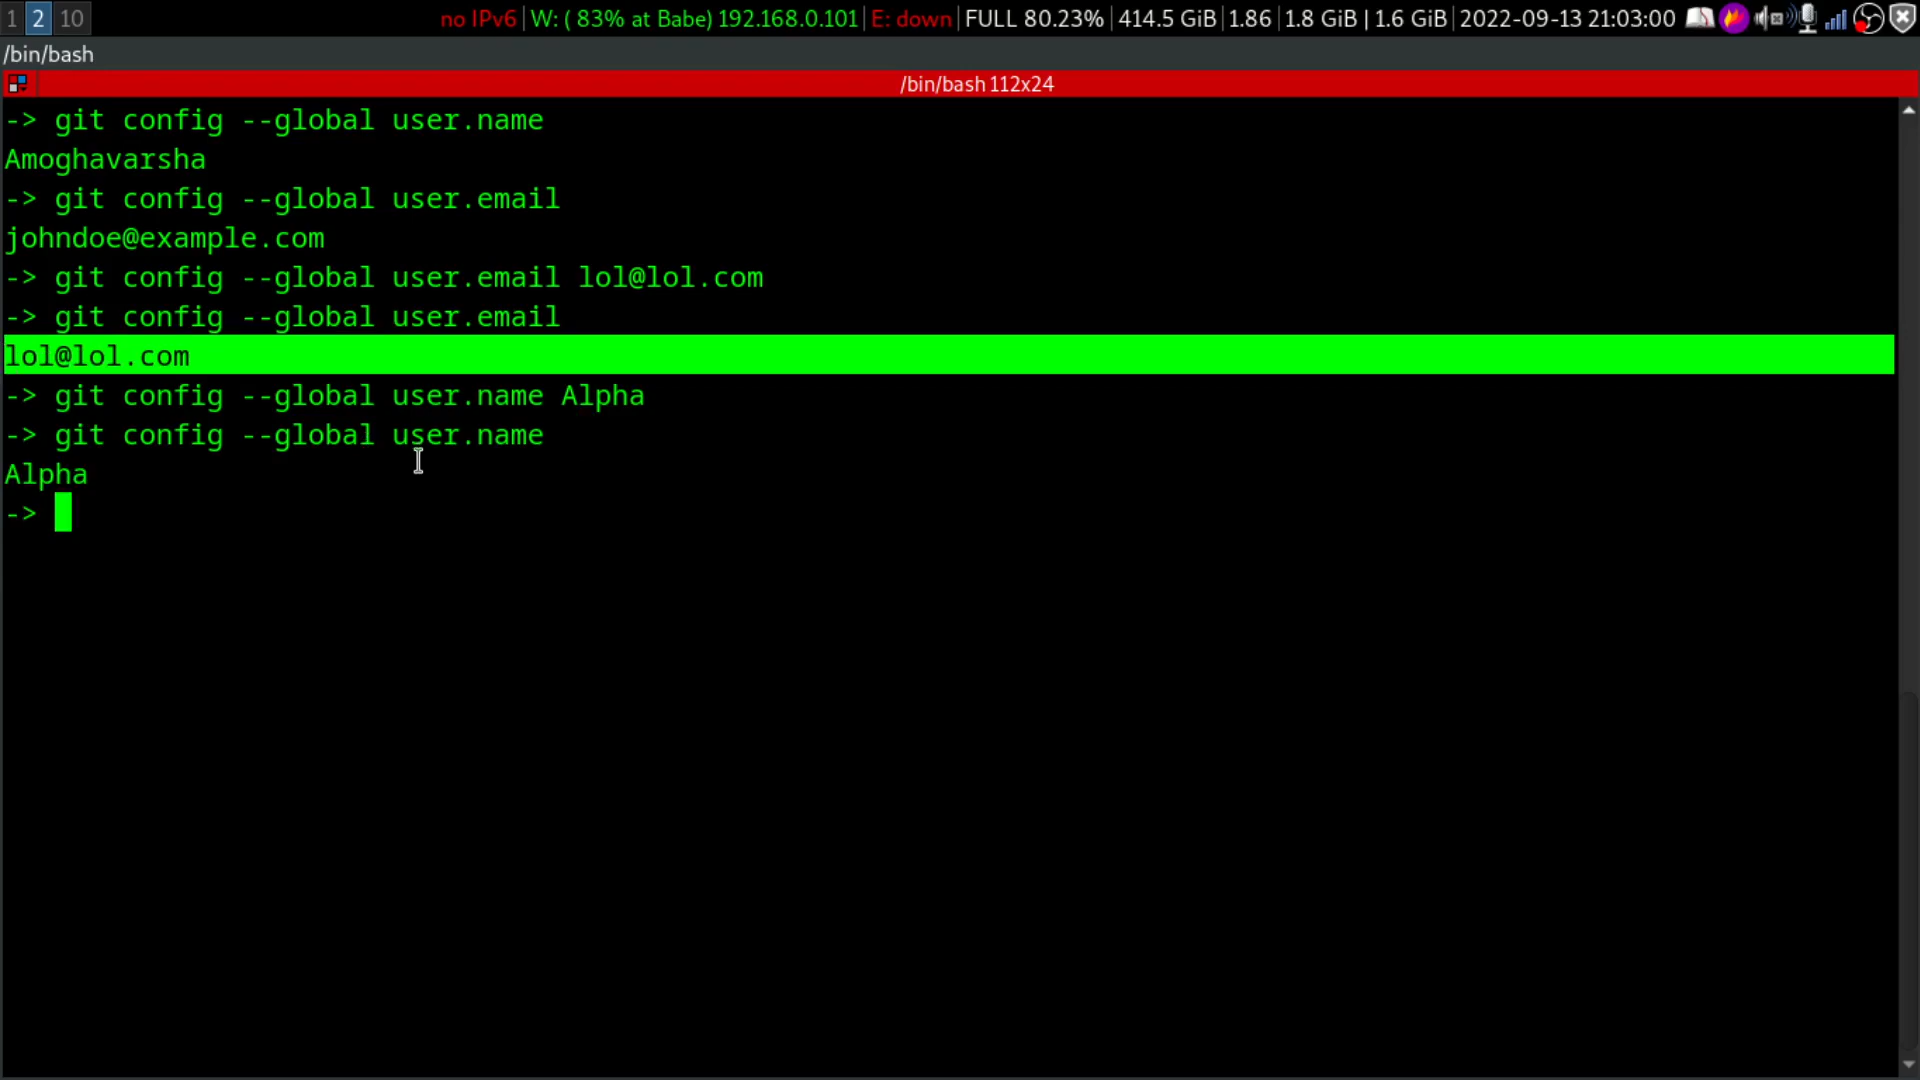 1 2 10 no IPv6 W: ( 83% at Babe) 192.168.0.101 E: down FULL 80.23% 414.5 GiB 1.86 1.8 GiB | 1.6 GiB 2022-09-13 21:03:00
/bin/bash
/bin/bash 112x24
-> git config --global user.name
Amoghavarsha
-> git config --global user.email
johndoe@example.com
-> git config --global user.email lol@lol.com
-> git config --global user.email
lol@lol.com
-> git config --global user.name Alpha
-> git config --global user.name
Alpha
->